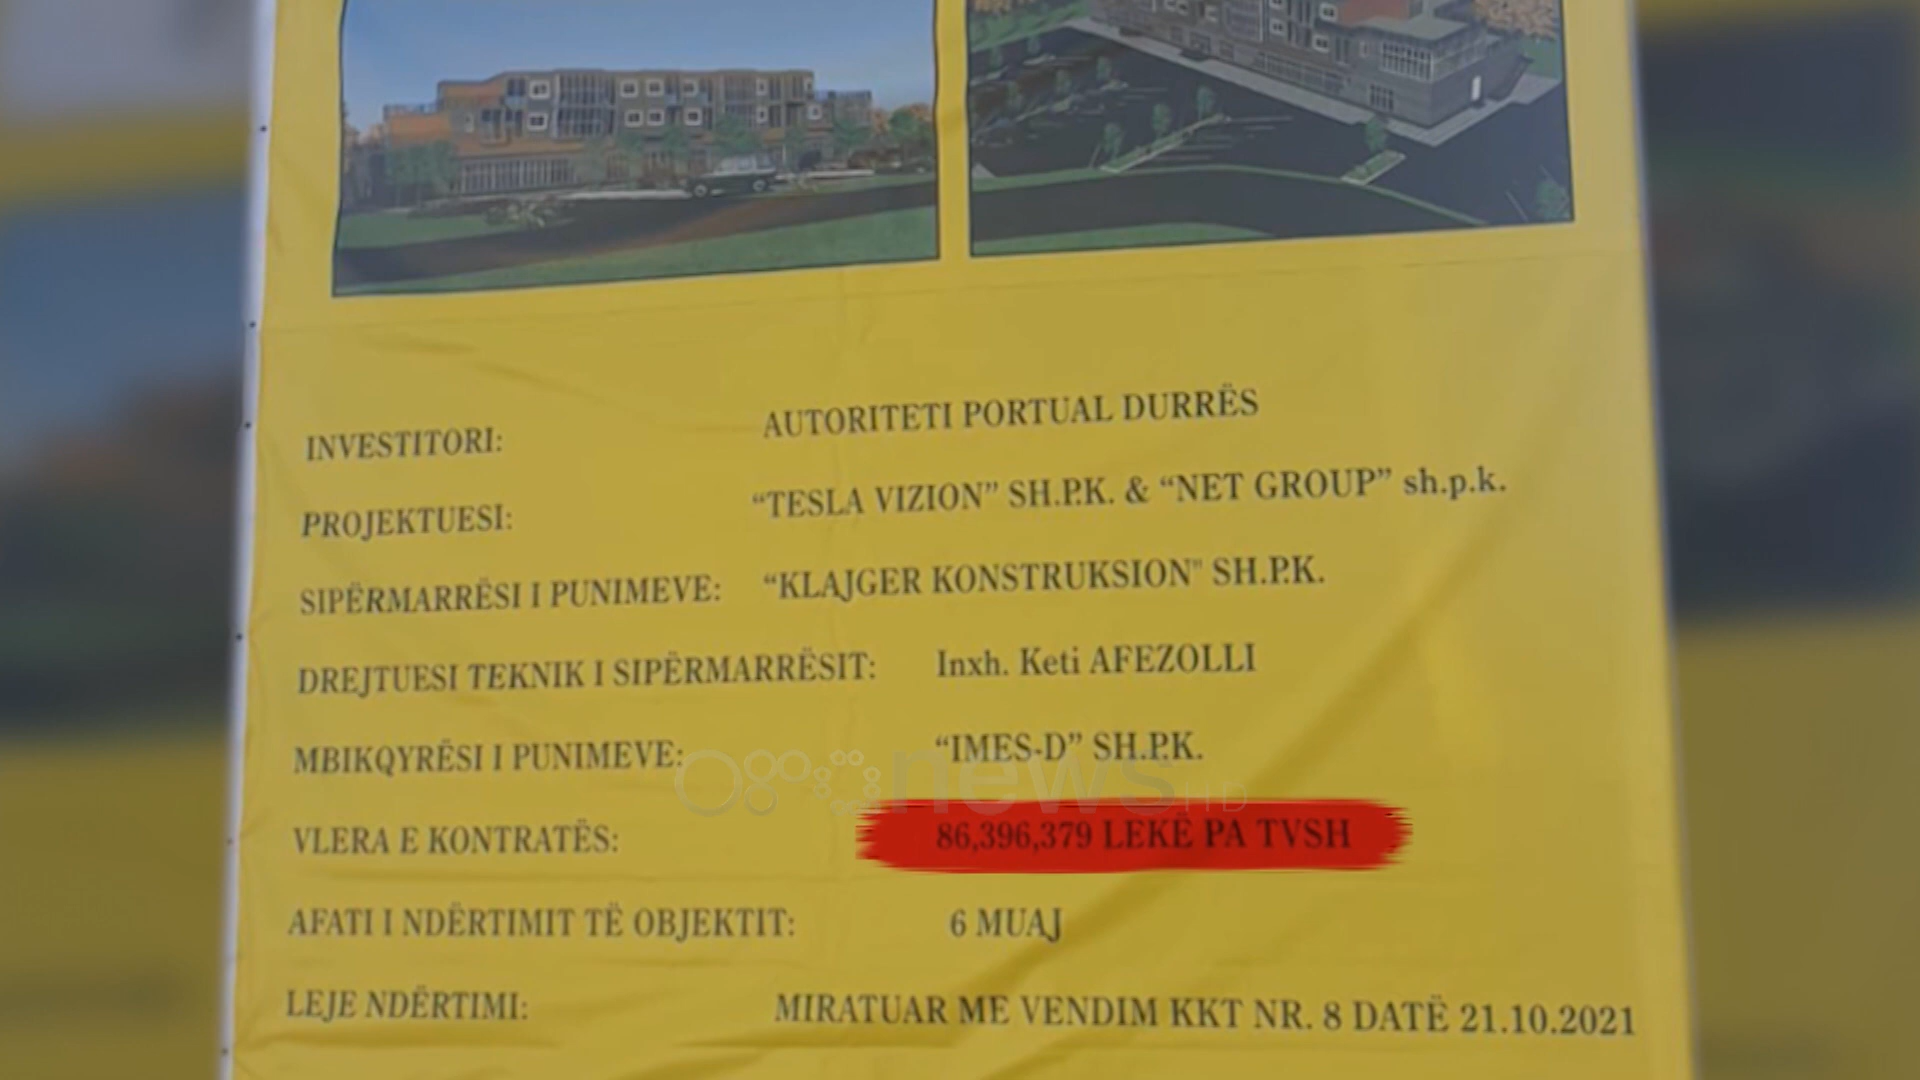 INVESTITORI: AUTORITETI PORTUAL DURRËS
PROJEKTUESI: “TESLA VIZION” SH.P.K. & “NET GROUP” sh.p.k.
SIPËRMARRËSI I PUNIMEVE: “KLAJGER KONSTRUKSION" SH.P.K.
DREJTUESI TEKNIK I SIPËRMARRËSIT: Inxh. Keti AFEZOLLI
MBIKQYRËSI I PUNIMEVE: “IMES-D” SH.P.K.
news HD
VLERA E KONTRATËS: 86,396,379 LEKË PA TVSH
AFATI I NDËRTIMIT TË OBJEKTIT: 6 MUAJ
LEJE NDËRTIMI: MIRATUAR ME VENDIM KKT NR. 8 DATË 21.10.2021